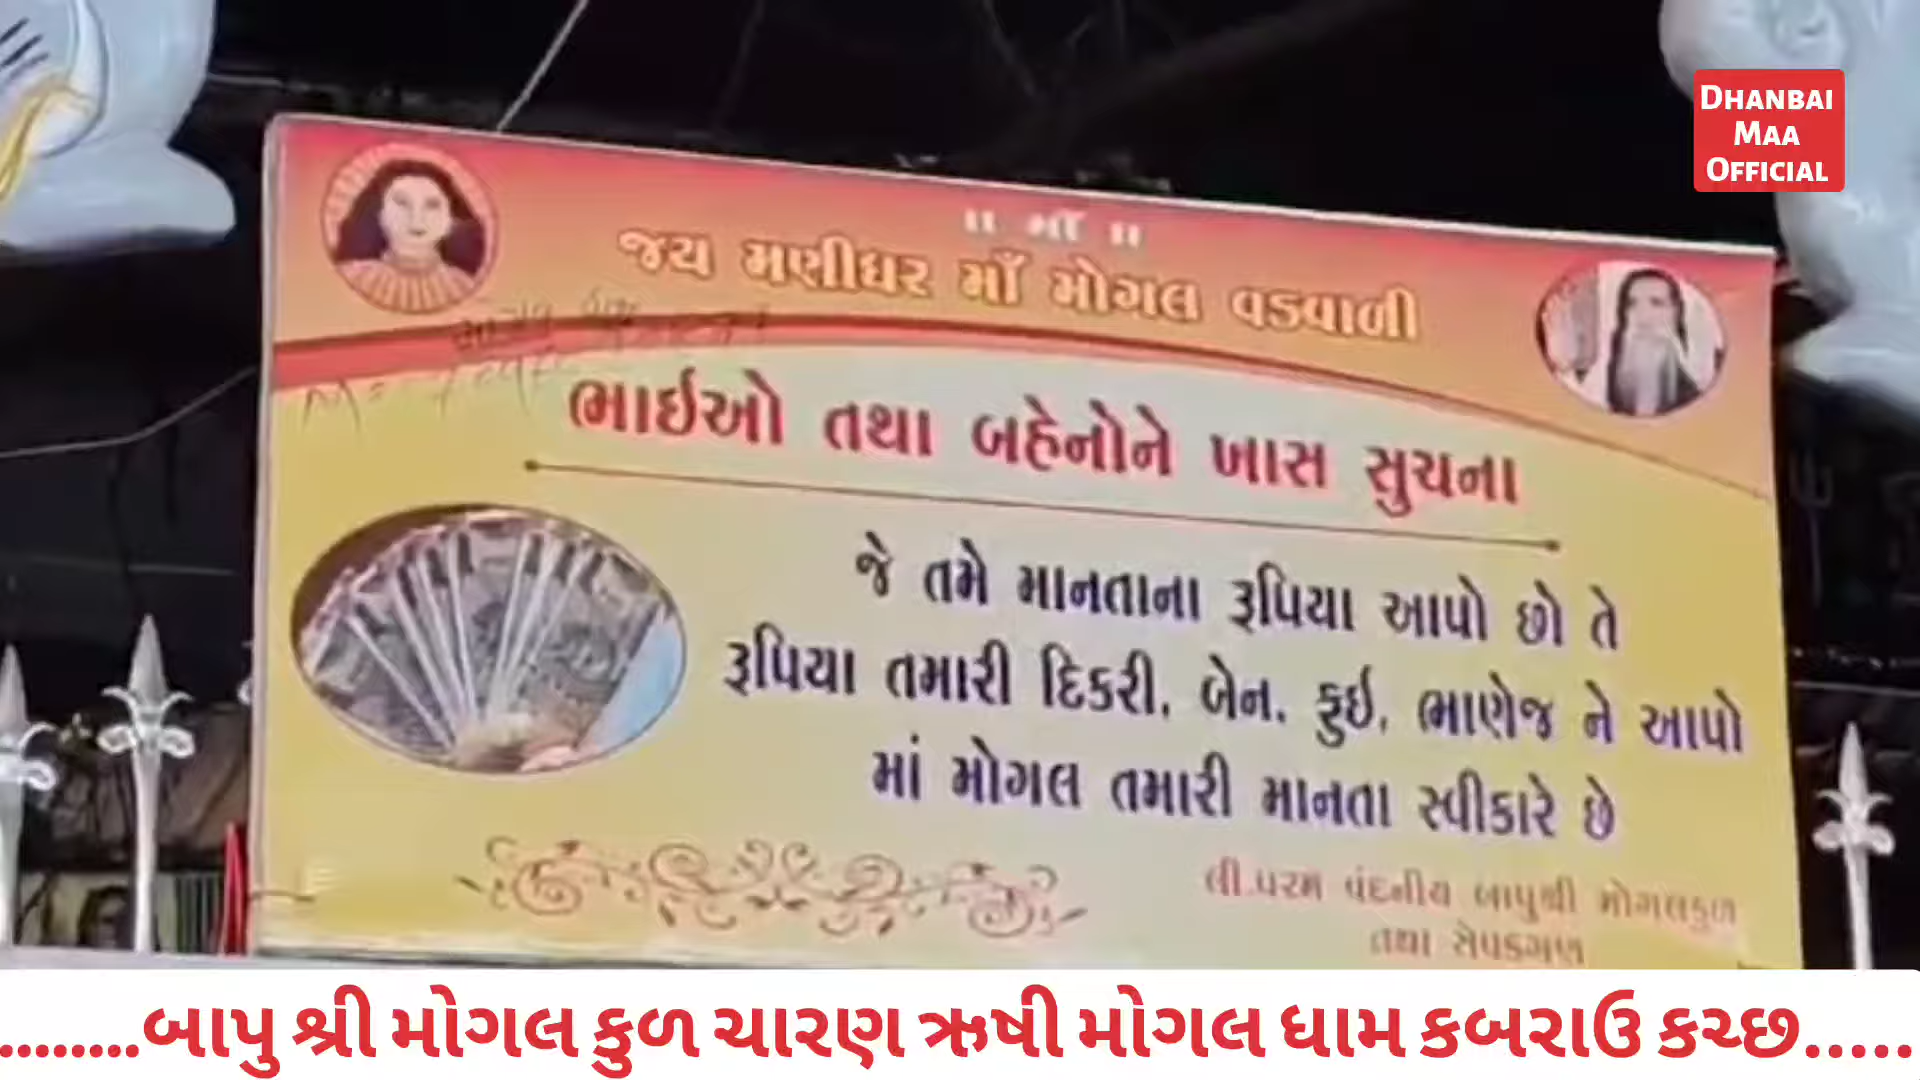 DHANBAI
MAA
OFFICIAL
॥ માઁ ॥
જય મણીધર માઁ મોગલ વડવાળી
ભાઇઓ તથા બહેનોને ખાસ સુચના
જે તમે માનતાના રૂપિયા આપો છો તે
રૂપિયા તમારી દિકરી, બેન, ફુઇ, ભાણેજ ને આપો
માં મોગલ તમારી માનતા સ્વીકારે છે
લી.પરમ વંદનીય બાપુશ્રી મોગલકુળ
તથા સેવકગણ
........બાપુ શ્રી મોગલ કુળ ચારણ ઋષી મોગલ ધામ કબરાઉ કચ્છ.....